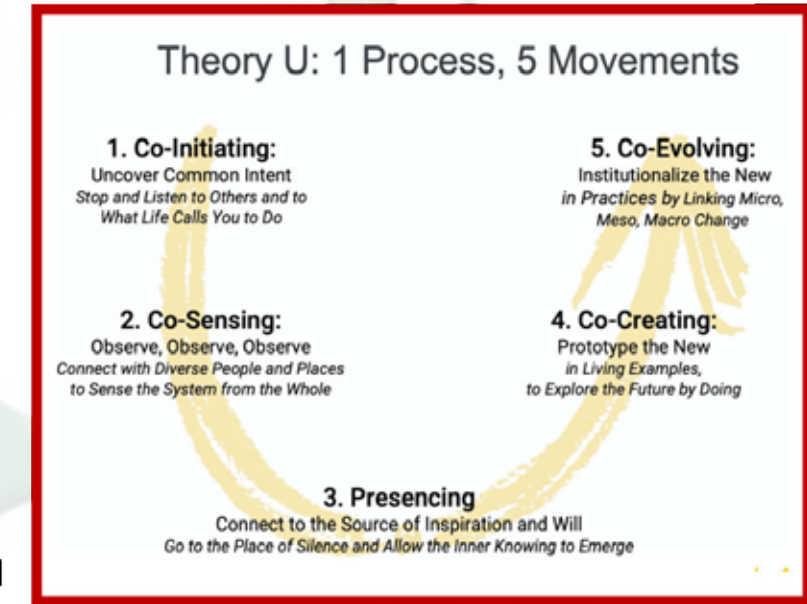 Theory U: 1 Process, 5 Movements
1. Co-Initiating:
Uncover Common Intent
Stop and Listen to Others and to
What Life Calls You to Do
2. Co-Sensing:
Observe, Observe, Observe
Connect with Diverse People and Places
to Sense the System from the Whole
3. Presencing
Connect to the Source of Inspiration and Will
Go to the Place of Silence and Allow the Inner Knowing to Emerge
4. Co-Creating:
Prototype the New
in Living Examples,
to Explore the Future by Doing
5. Co-Evolving:
Institutionalize the New
in Practices by Linking Micro,
Meso, Macro Change